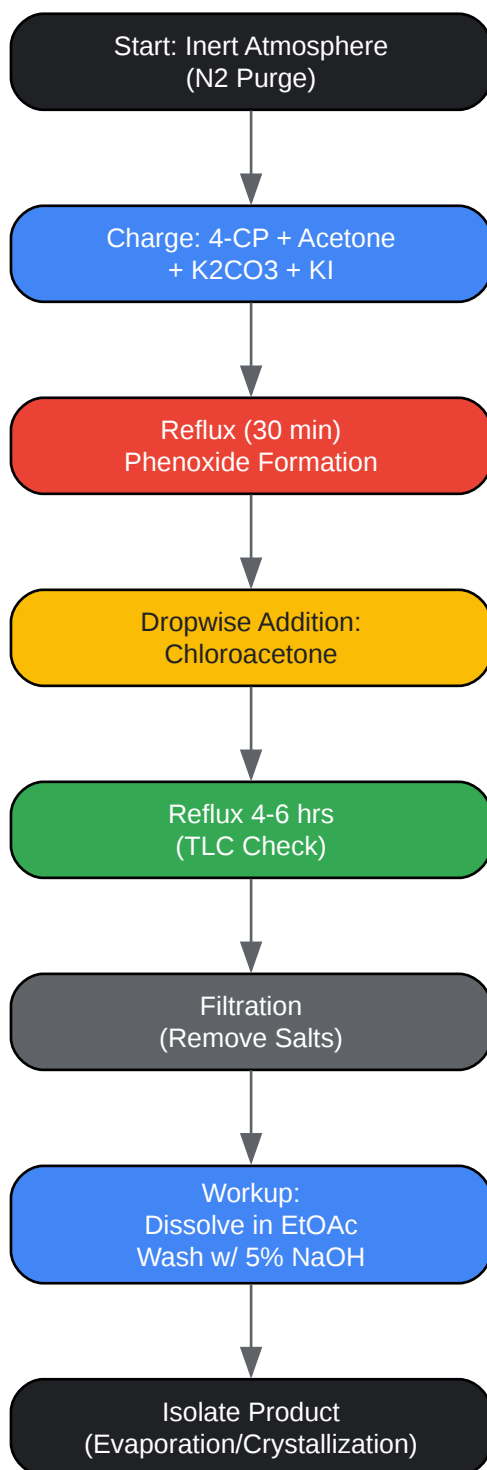 Start: Inert Atmosphere
(N2 Purge)
Charge: 4-CP + Acetone
+ K2CO3 + KI
Reflux (30 min)
Phenoxide Formation
Dropwise Addition:
Chloroacetone
Reflux 4-6 hrs
(TLC Check)
Filtration
(Remove Salts)
Workup:
Dissolve in EtOAc
Wash w/ 5% NaOH
Isolate Product
(Evaporation/Crystallization)